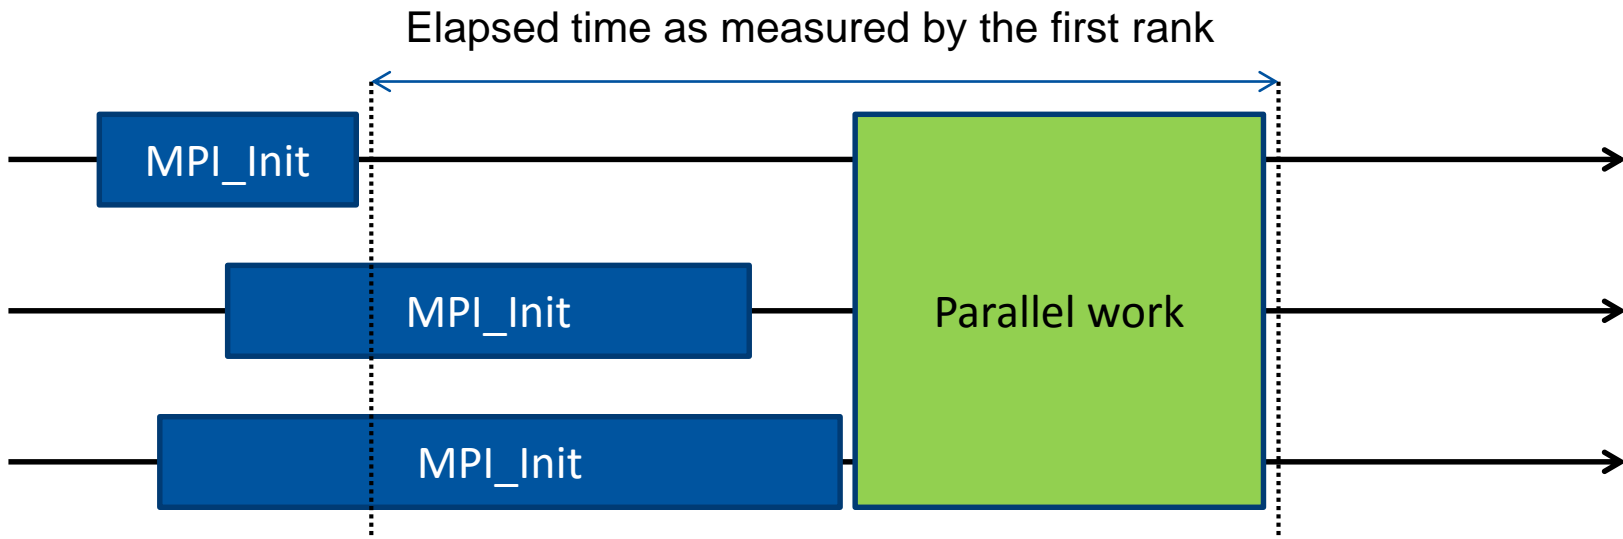 Elapsed time as measured by the first rank
MPI_Init
MPI_Init
Parallel work
MPI_Init